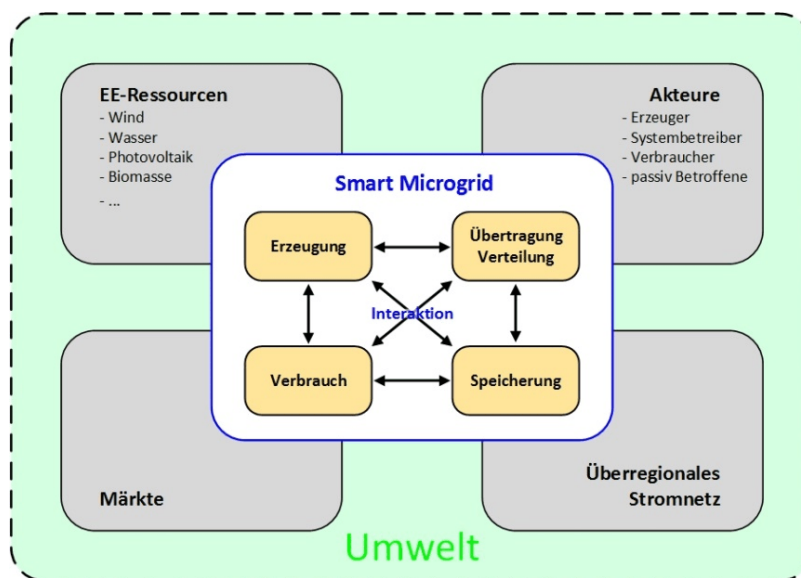 EE-Ressourcen
- Wind
- Wasser
- Photovoltaik
- Biomasse
- ...
Akteure
- Erzeuger
- Systembetreiber
- Verbraucher
- passiv Betroffene
Smart Microgrid
Erzeugung
Übertragung
Verteilung
Interaktion
Verbrauch
Speicherung
Märkte
Überregionales
Stromnetz
Umwelt